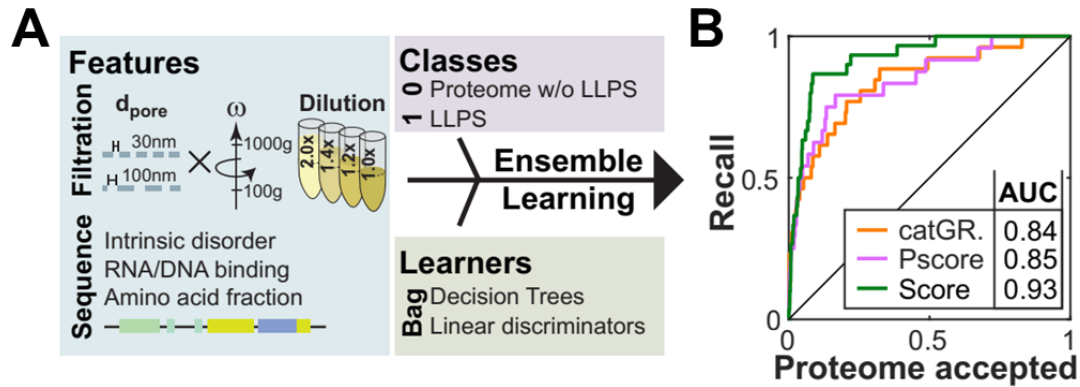 A
Features
Filtration
d pore
30nm
100nm
×
ω
1000g
100g
Dilution
2.0x
1.4x
1.2x
1.0x
Sequence
Intrinsic disorder
RNA/DNA binding
Amino acid fraction
Classes
0 Proteome w/o LLPS
1 LLPS
Ensemble
Learning
Learners
Bag
Decision Trees
Linear discriminators
B
Recall
1
0.5
0
0 0.5 1
Proteome accepted
AUC
catGR. 0.84
Pscore 0.85
Score 0.93